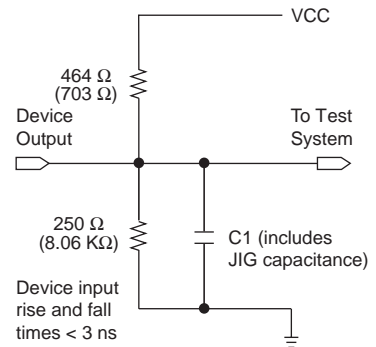 VCC
464 Ω
(703 Ω)
Device
Output
To Test
System
250 Ω
(8.06 KΩ)
C1 (includes
JIG capacitance)
Device input
rise and fall
times < 3 ns